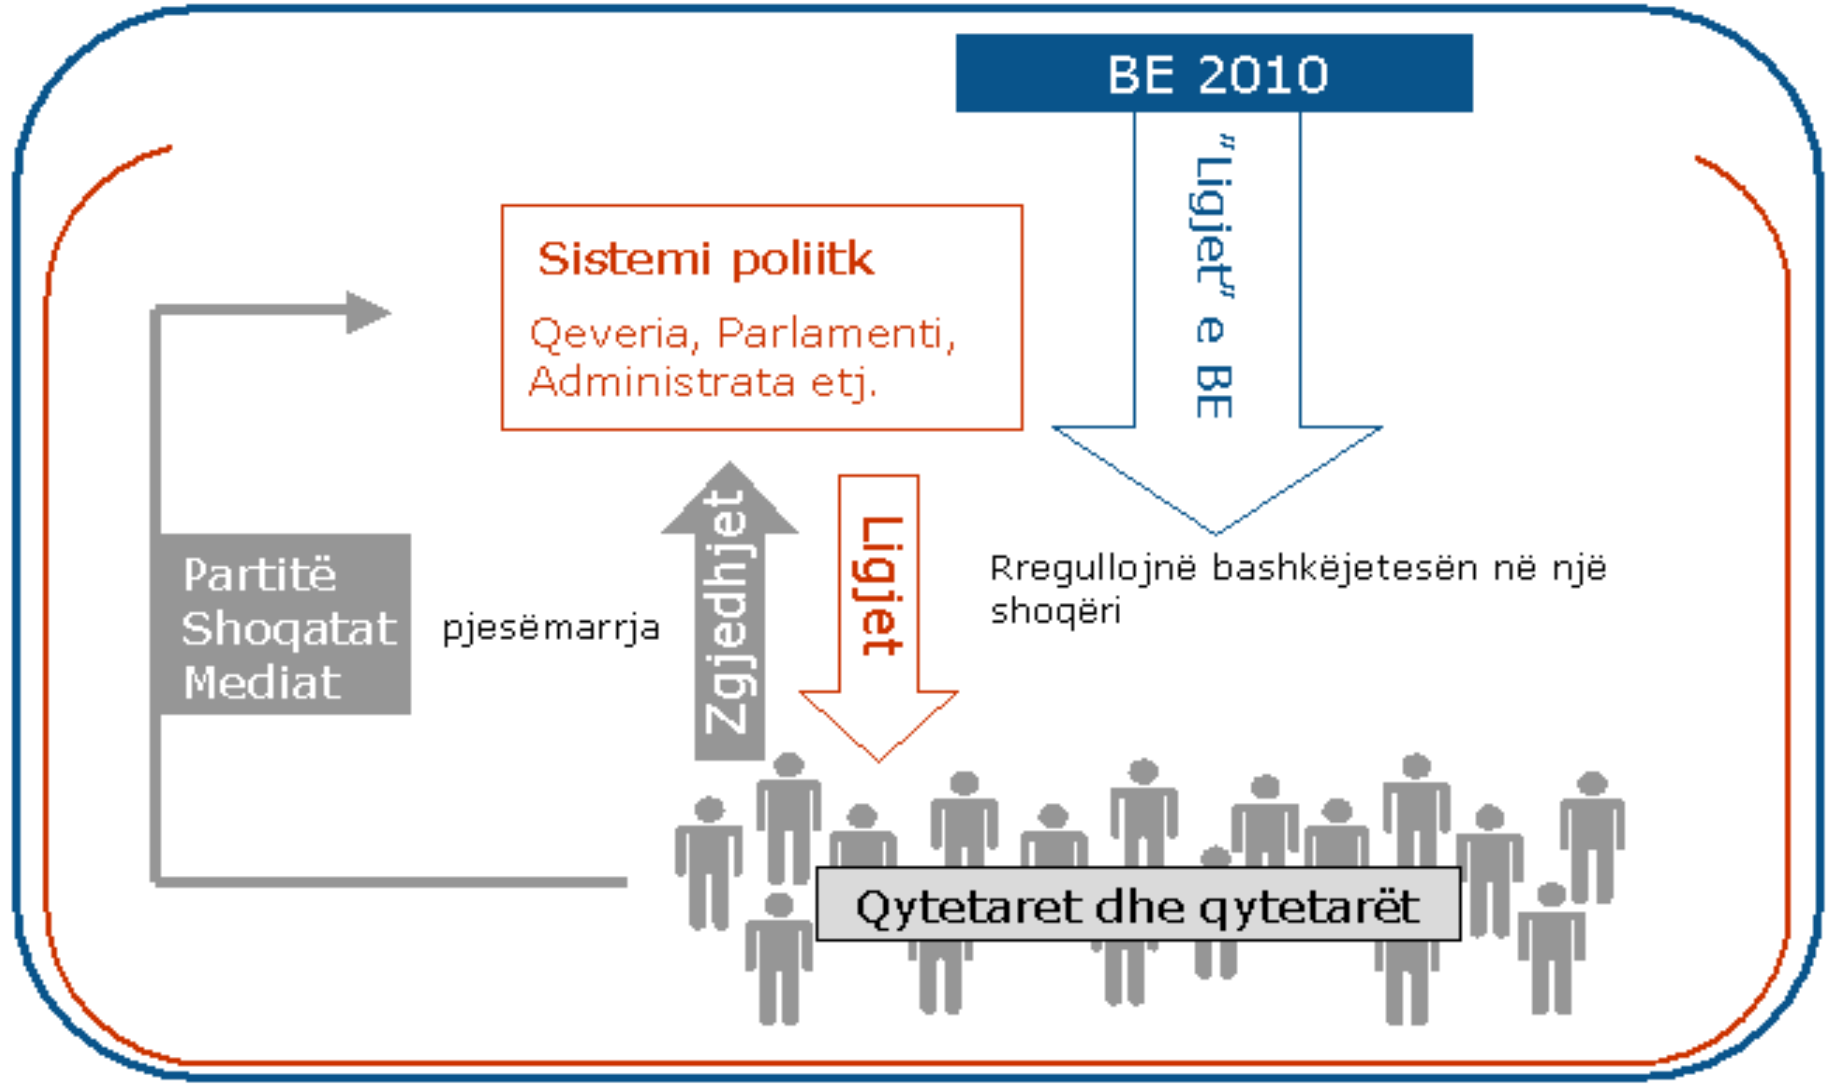 BE 2010
"Ligjet" e BE
Sistemi poliitk
Qeveria, Parlamenti,
Administrata etj.
Zgjedhjet
Ligjet
Rregullojnë bashkëjetesën në një
shoqëri
Partitë
Shoqatat
Mediat
pjesëmarrja
Qytetaret dhe qytetarët